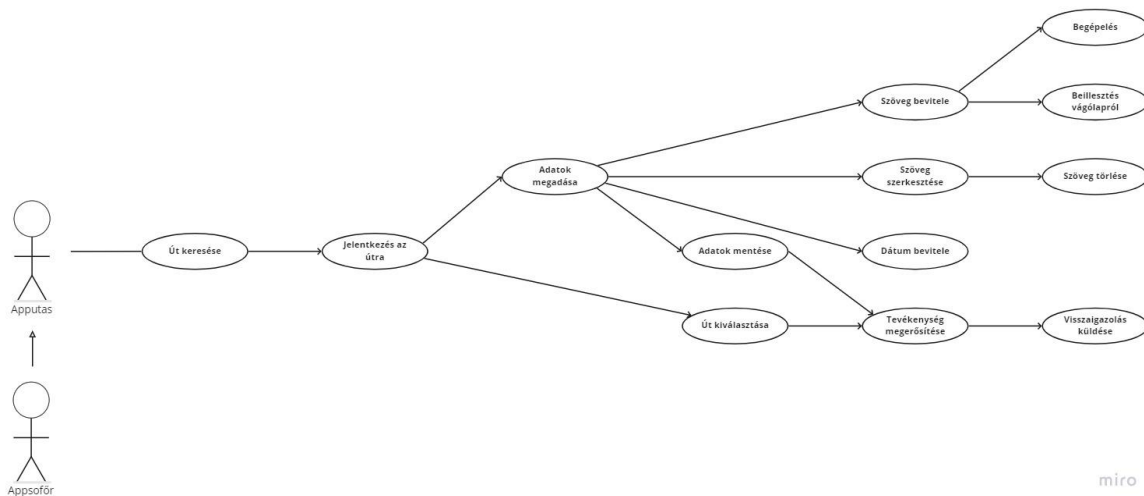 Begépelés
Szöveg bevitele
Beillesztés
vágólapról
Adatok
megadása
Szöveg
szerkesztése
Szöveg törlése
Út keresése
Jelentkezés az
útra
Adatok mentése
Dátum bevitele
Apputas
Út kiválasztása
Tevékenység
megerősítése
Visszaigazolás
küldése
Appsofőr
miro